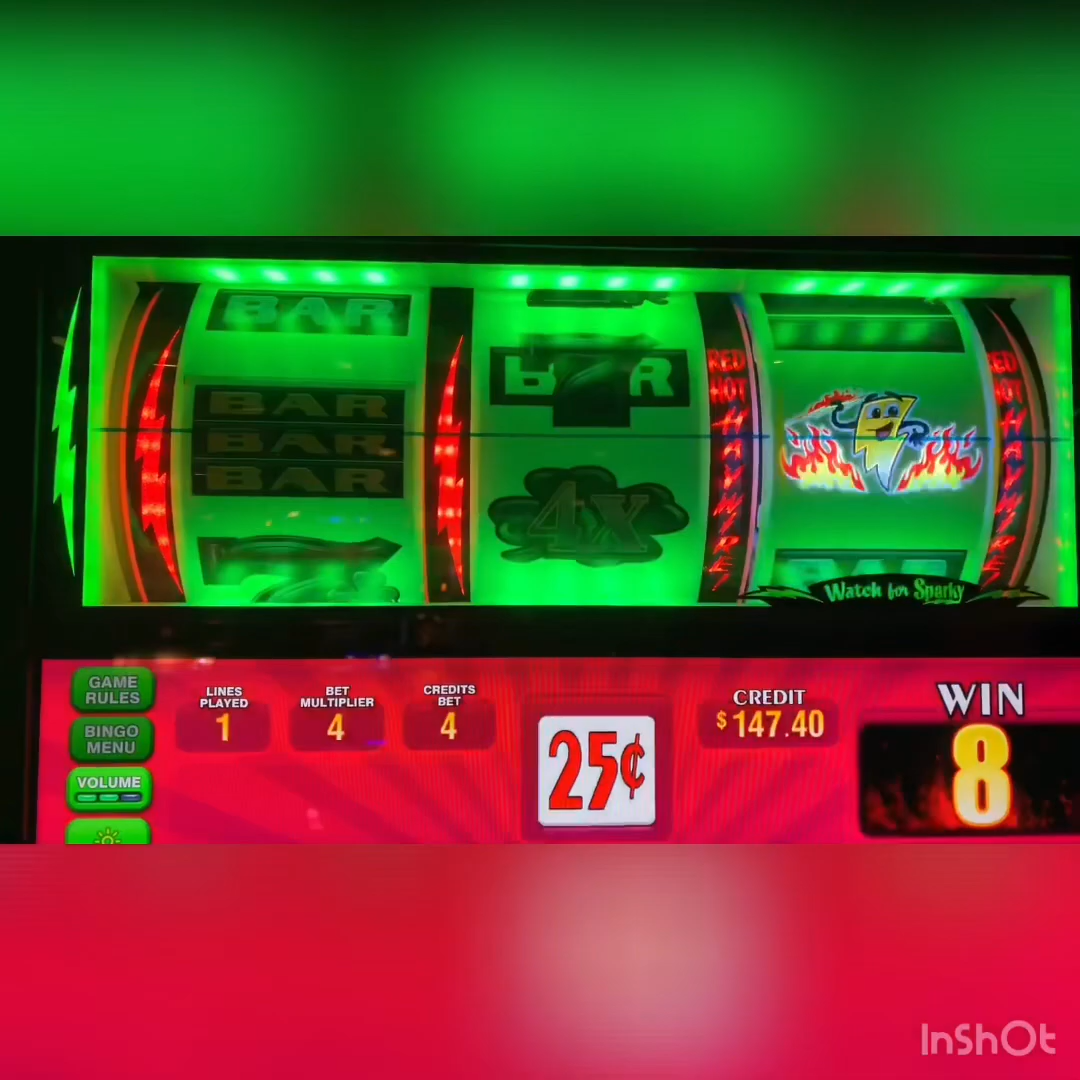 BAR
BAR
BAR
BAR
BAR
4x
RED
HOT
HAYWIRE!
RED
HOT
HAYWIRE!
Watch for Sparky
GAME
RULES
BINGO
MENU
VOLUME
LINES
PLAYED
1
BET
MULTIPLIER
4
CREDITS
BET
4
25¢
CREDIT
$147.40
WIN
8
InShOt